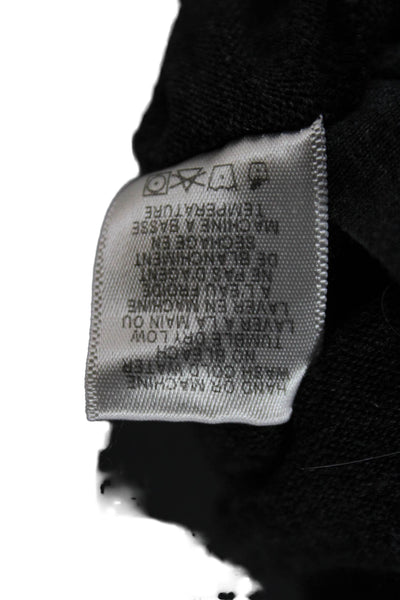 HAND OR MACHINE
WASH COLD WATER
NO BLEACH
TUMBLE DRY LOW
LAVER A LA MAIN OU
LAVER EN MACHINE
A L'EAU FROIDE
NE PAS D'AGENT
DE BLANCHIMENT
SECHAGE EN
MACHINE A BASSE
TEMPERATURE